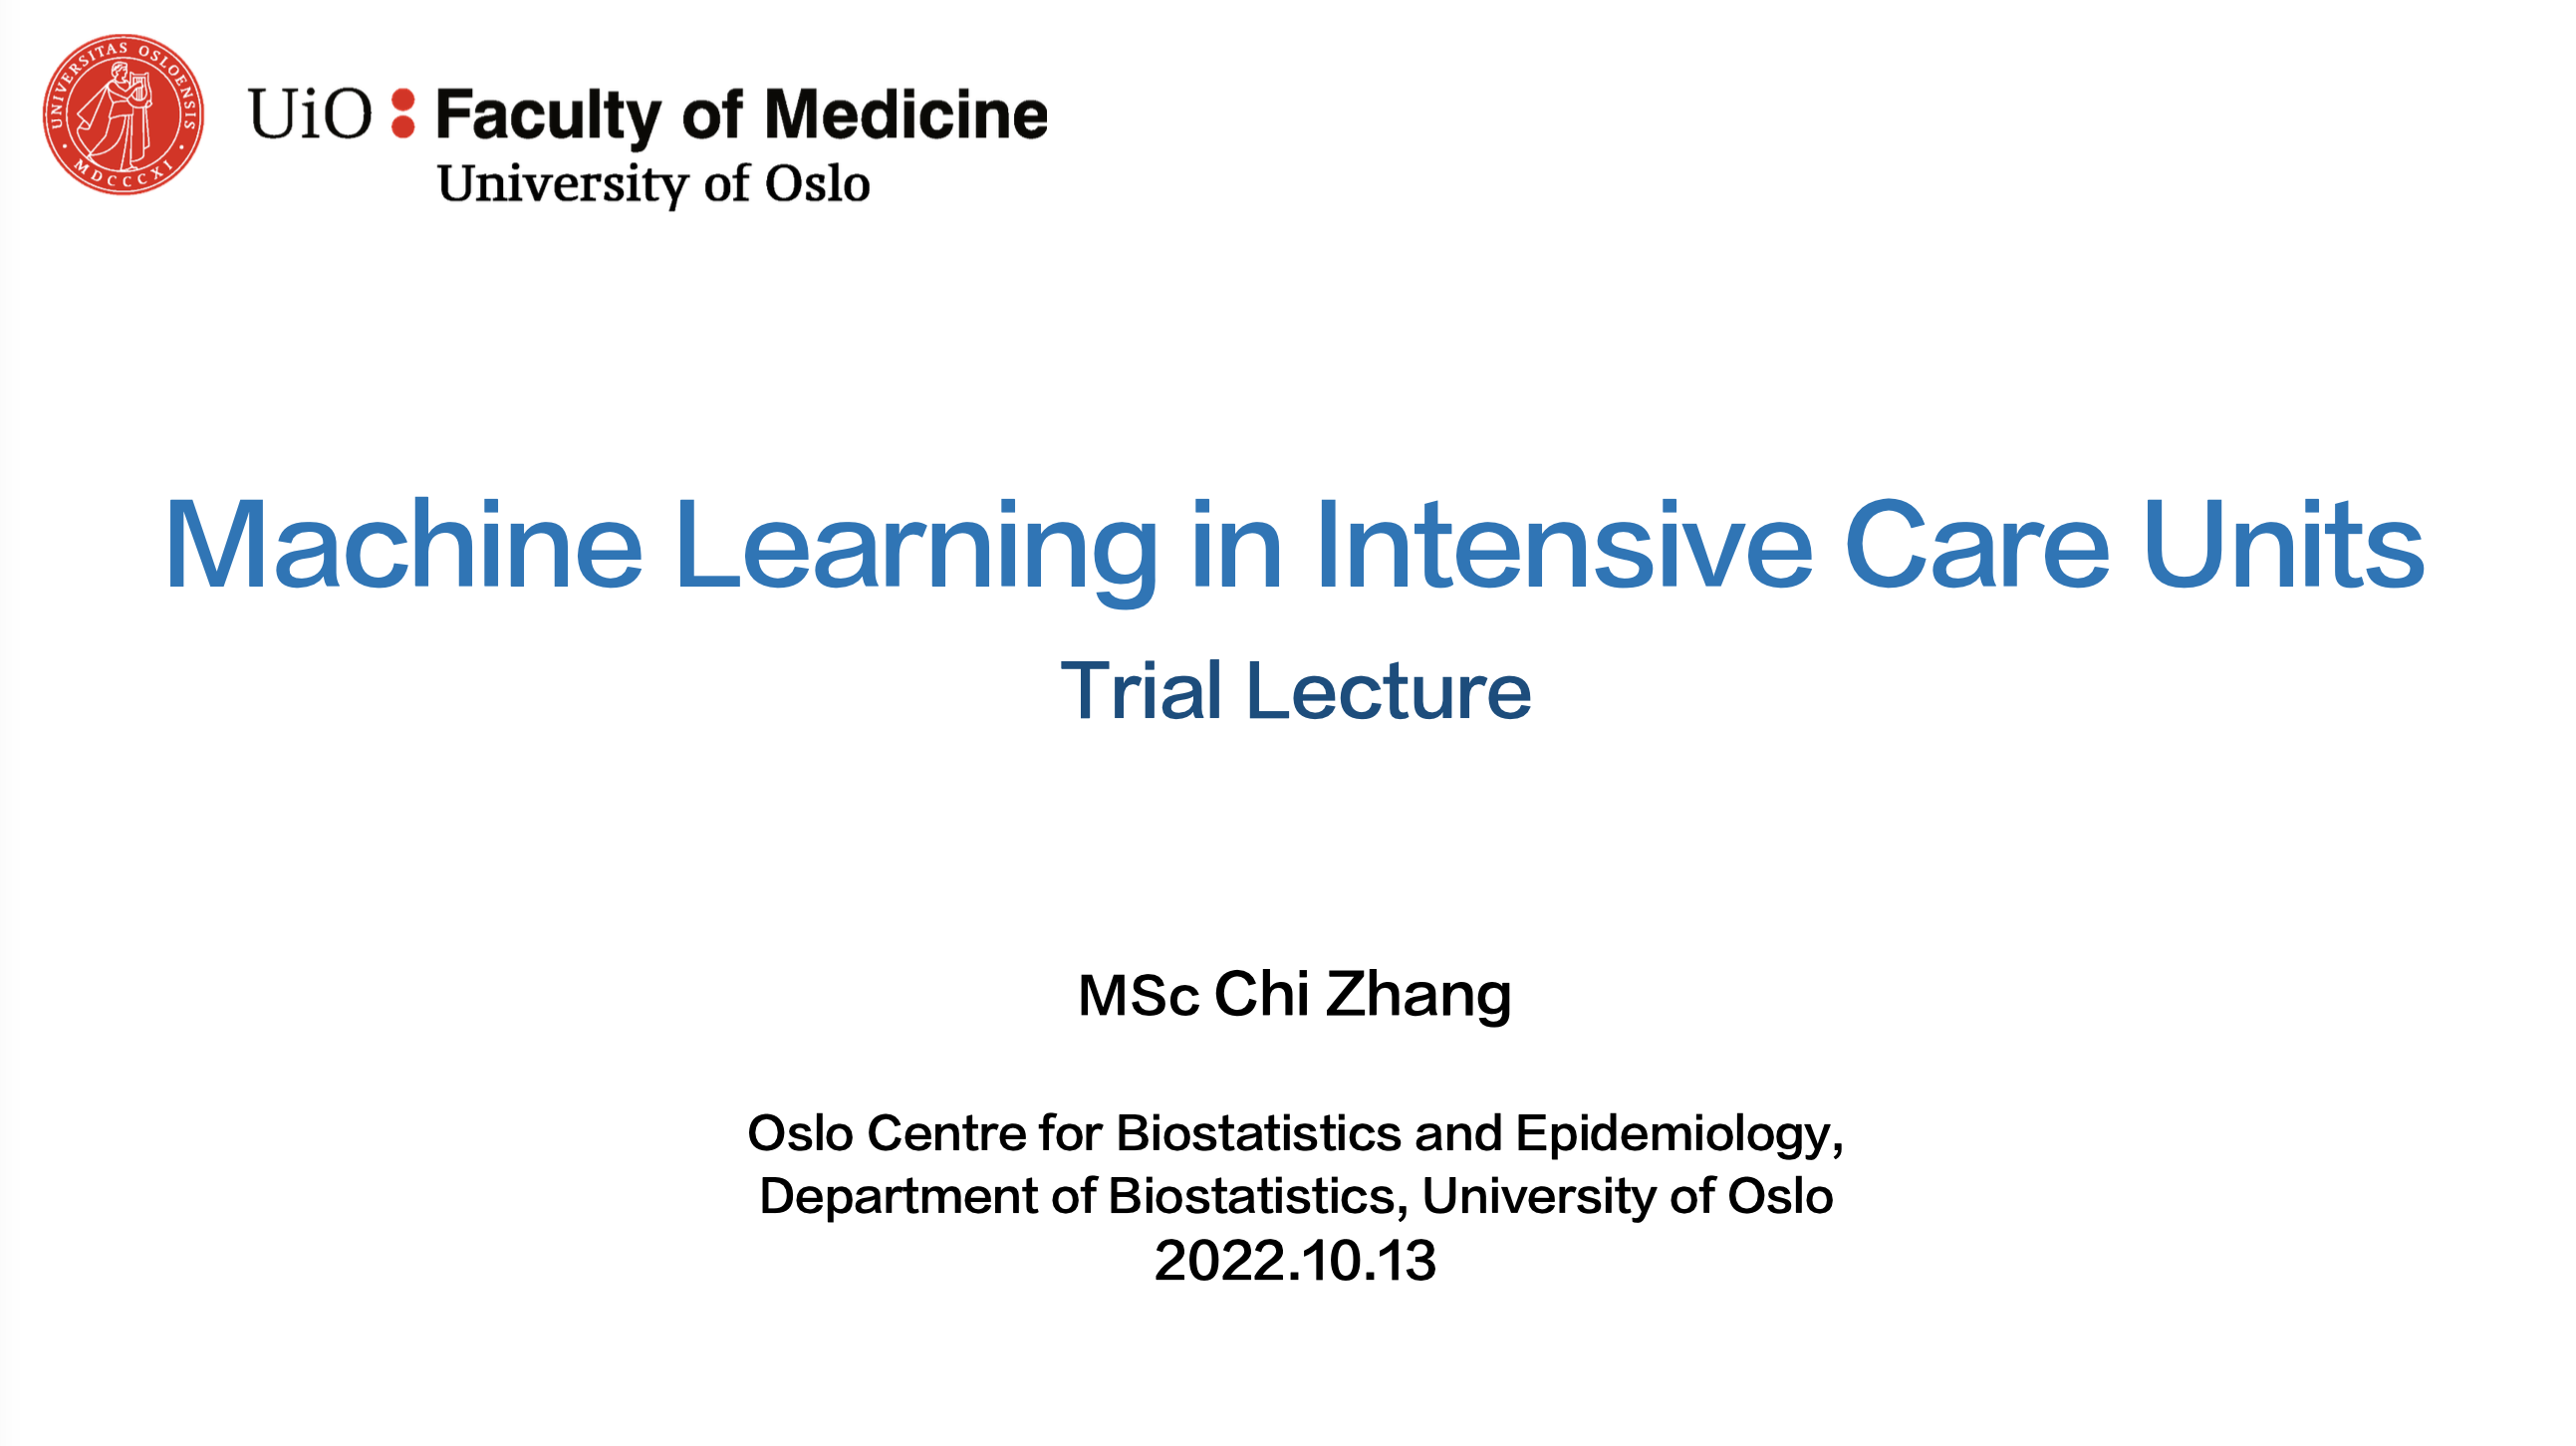 UNIVERSITAS OSLOENSIS
MDCCCXI
UiO : Faculty of Medicine
University of Oslo
Machine Learning in Intensive Care Units
Trial Lecture
MSc Chi Zhang
Oslo Centre for Biostatistics and Epidemiology,
Department of Biostatistics, University of Oslo
2022.10.13